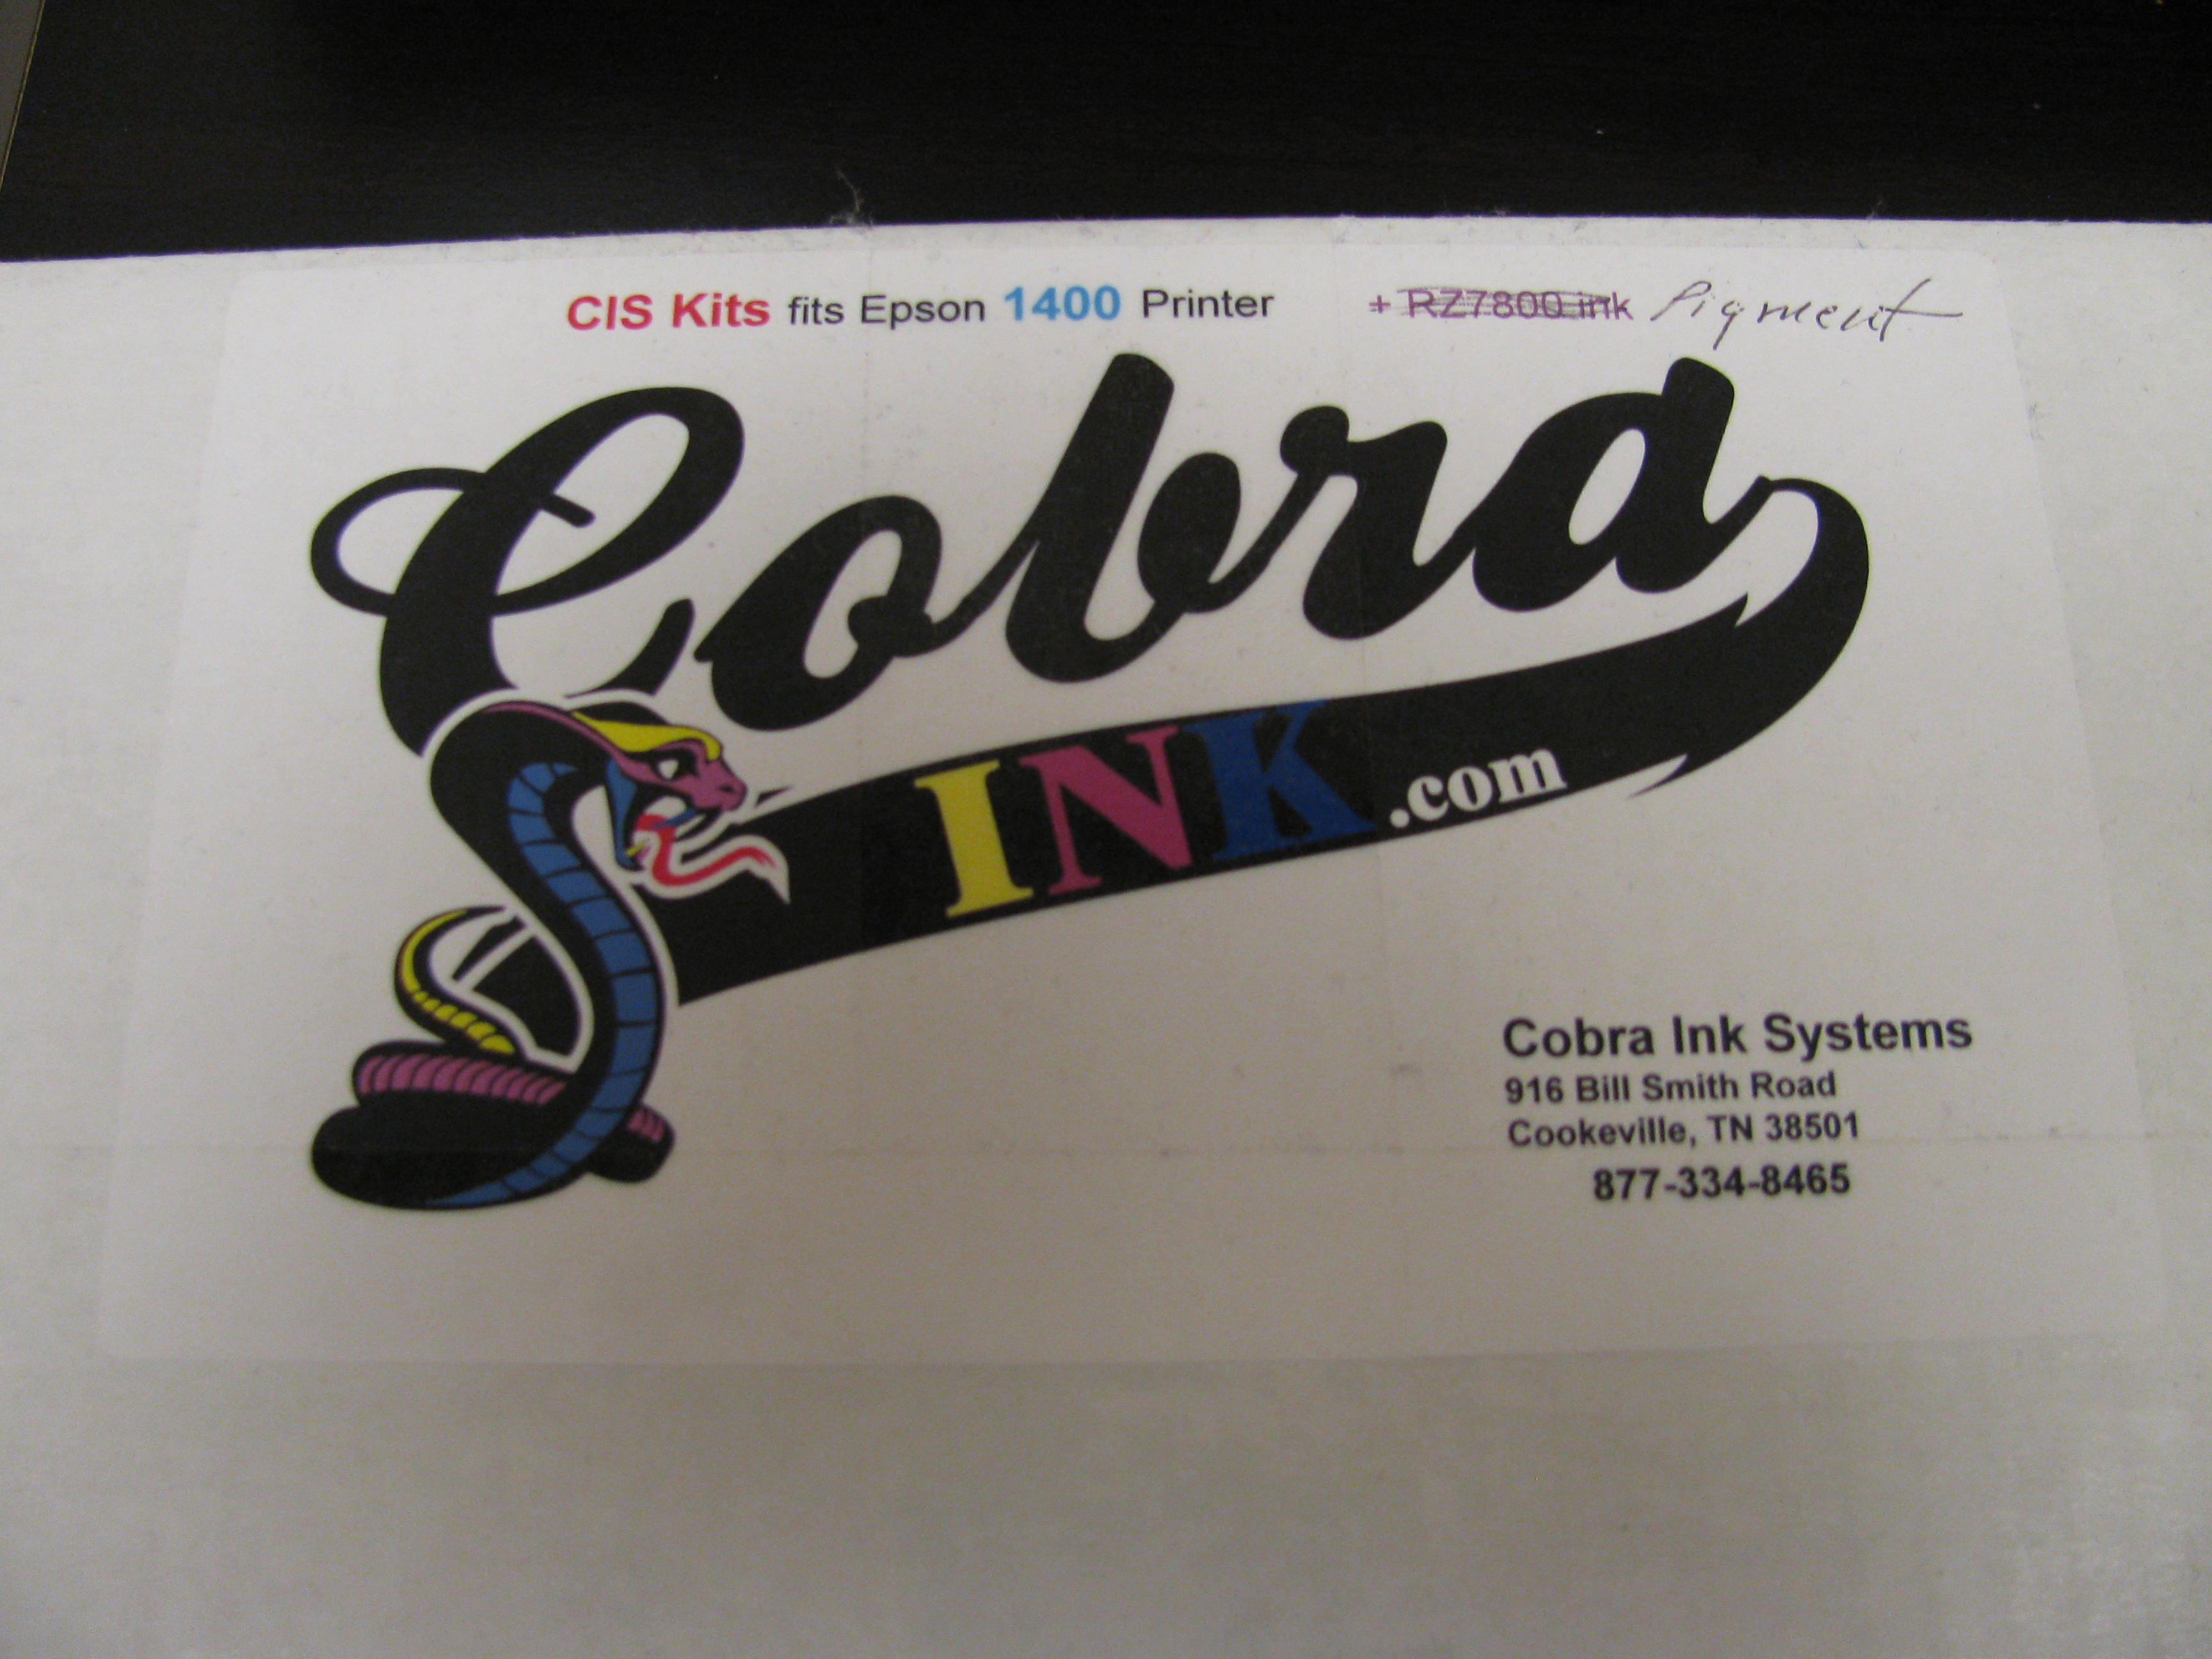 CIS Kits fits Epson 1400 Printer + RZ7800 ink Pigment
Cobra
INK.com
Cobra Ink Systems
916 Bill Smith Road
Cookeville, TN 38501
877-334-8465